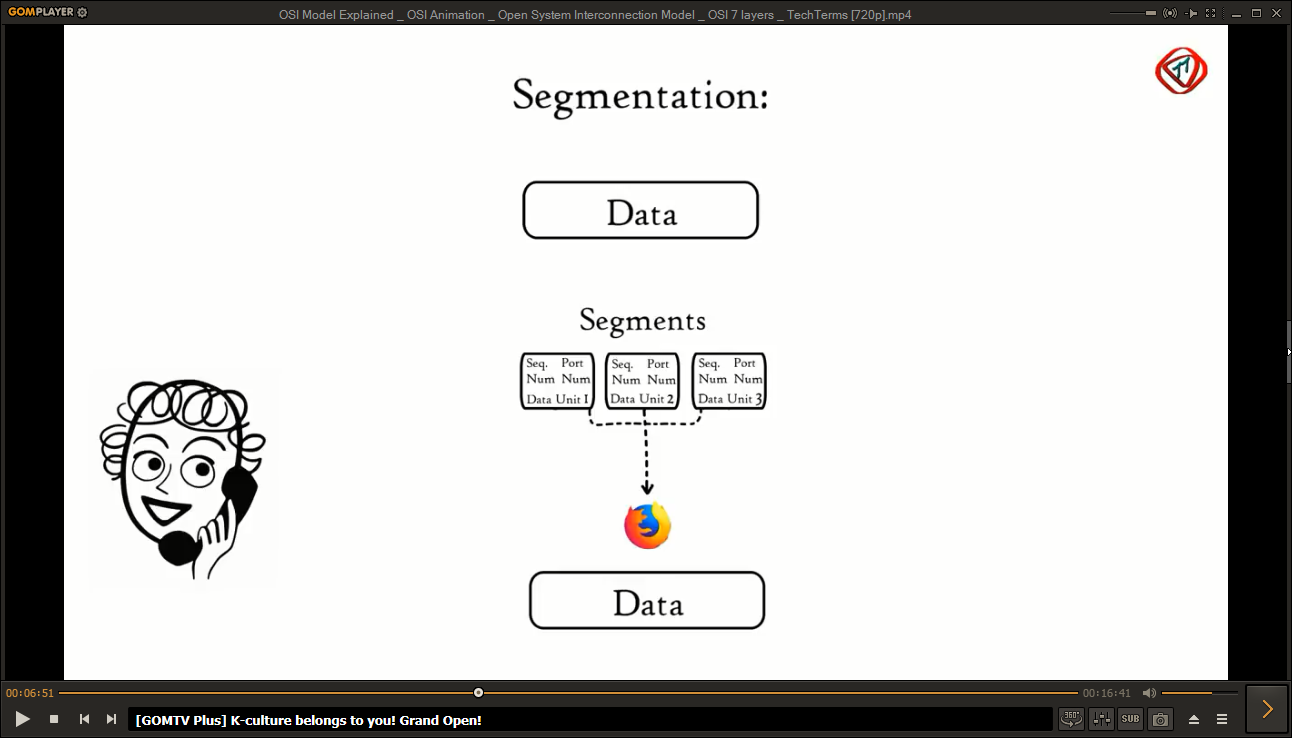 GOMPLAYER
OSI Model Explained _ OSI Animation _ Open System Interconnection Model _ OSI 7 layers _ TechTerms [720p].mp4
Segmentation:
Data
Segments
Seq. Port
Num Num
Data Unit 1
Seq. Port
Num Num
Data Unit 2
Seq. Port
Num Num
Data Unit 3
Data
00:06:51
00:16:41
[GOMTV Plus] K-culture belongs to you! Grand Open!
360°
SUB